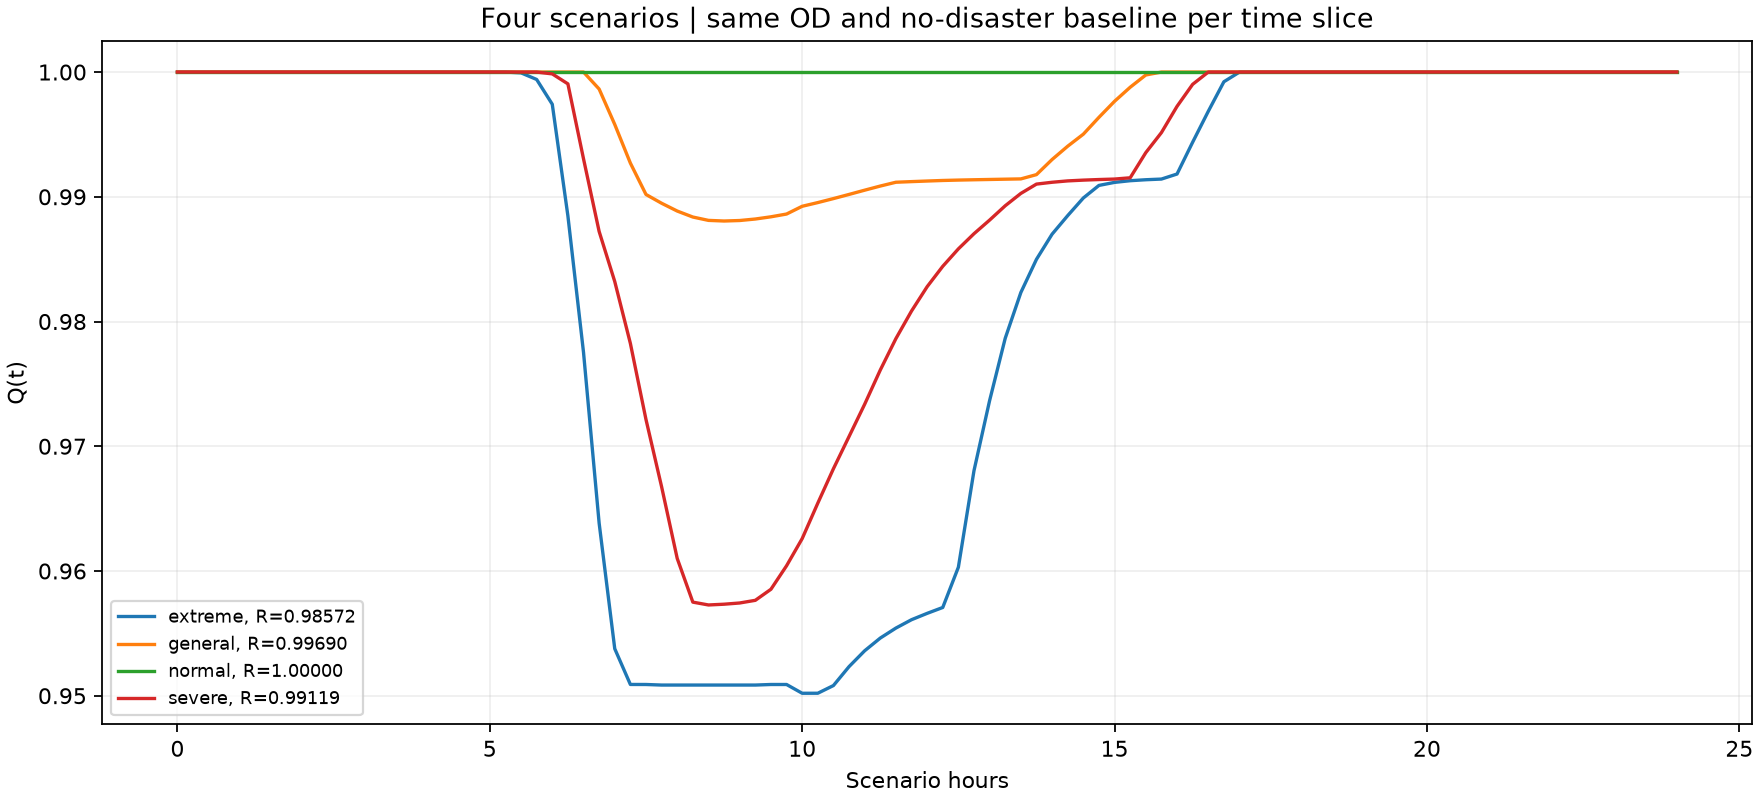 Four scenarios | same OD and no-disaster baseline per time slice
Q(t)
1.00
0.99
0.98
0.97
0.96
0.95
extreme, R=0.98572
general, R=0.99690
normal, R=1.00000
severe, R=0.99119
0 5 10 15 20 25
Scenario hours